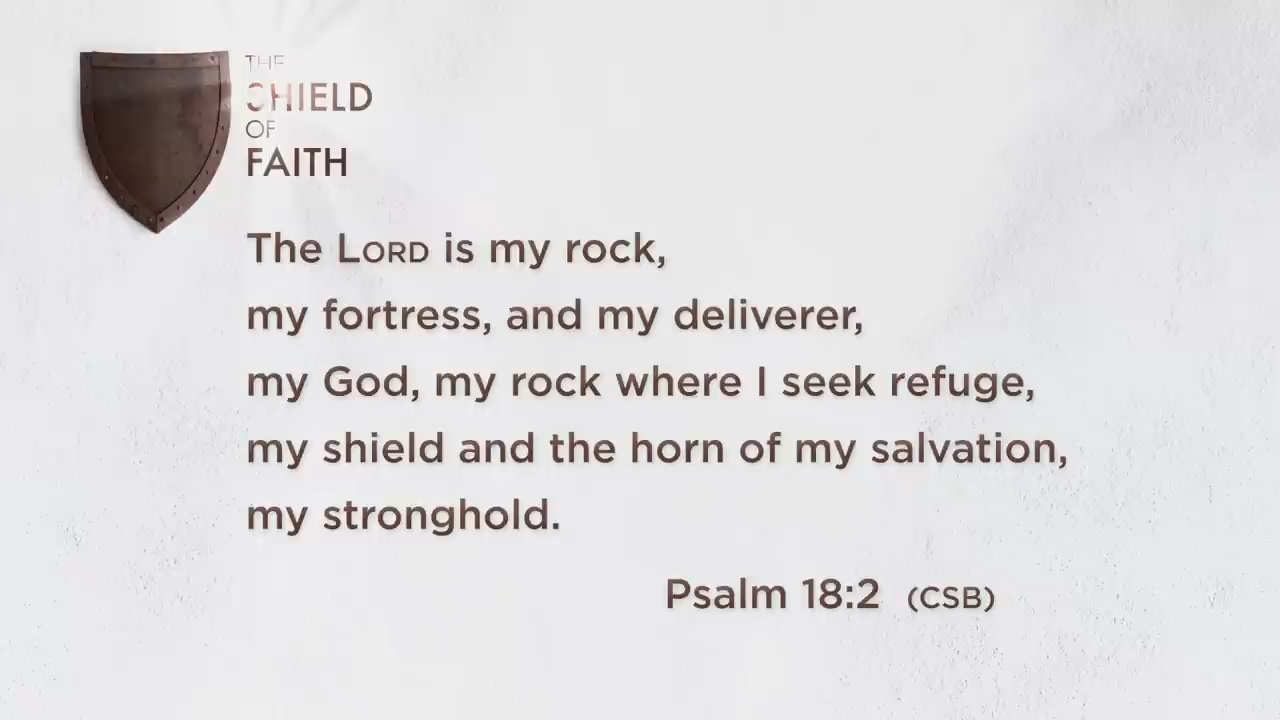 THE
SHIELD
OF
FAITH
The LORD is my rock,
my fortress, and my deliverer,
my God, my rock where I seek refuge,
my shield and the horn of my salvation,
my stronghold.
Psalm 18:2 (CSB)